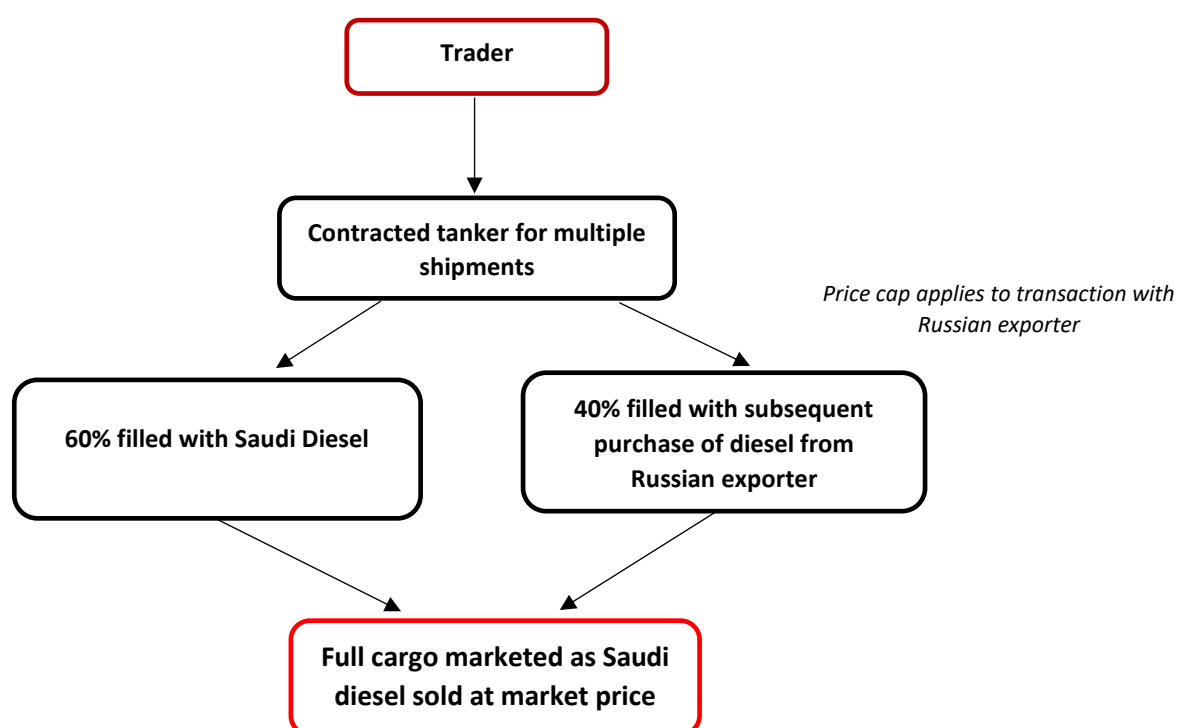 Trader
Contracted tanker for multiple
shipments
Price cap applies to transaction with
Russian exporter
60% filled with Saudi Diesel
40% filled with subsequent
purchase of diesel from
Russian exporter
Full cargo marketed as Saudi
diesel sold at market price